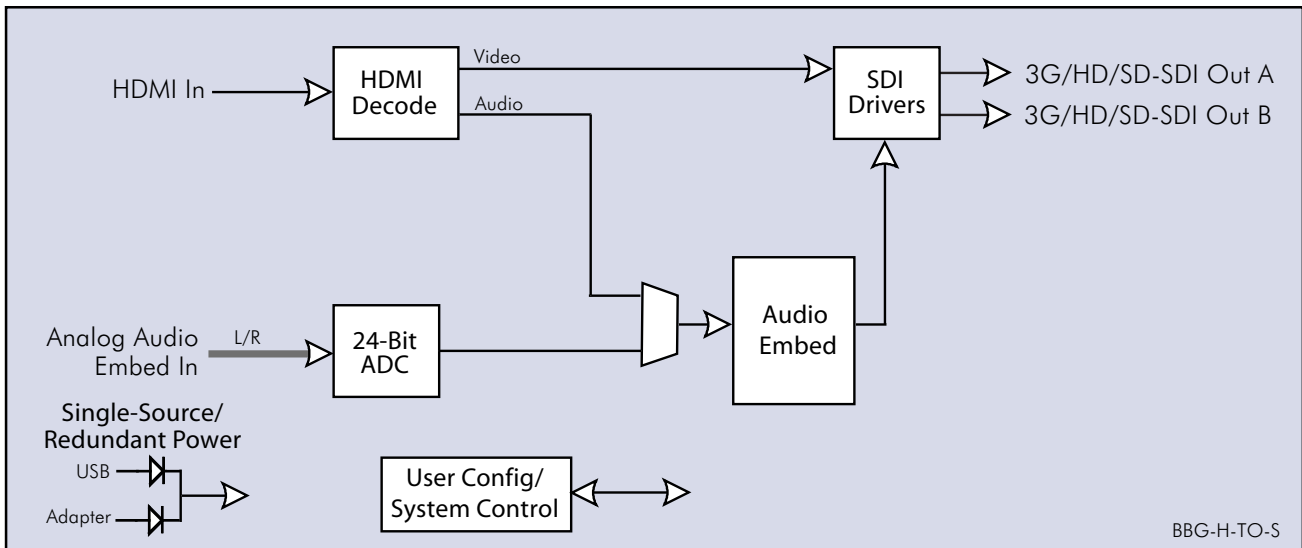 HDMI In
HDMI
Decode
Video
Audio
SDI
Drivers
3G/HD/SD-SDI Out A
3G/HD/SD-SDI Out B
Analog Audio
Embed In
L/R
24-Bit
ADC
Audio
Embed
Single-Source/
Redundant Power
USB
Adapter
User Config/
System Control
BBG-H-TO-S